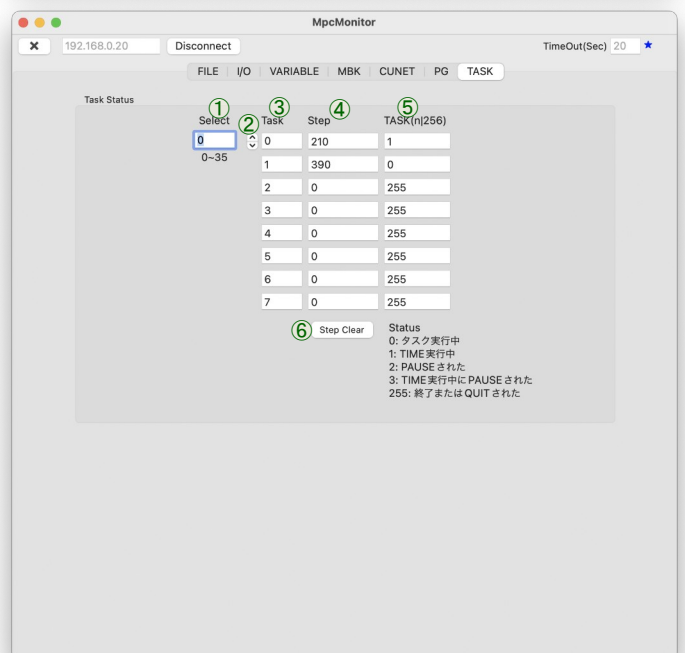 MpcMonitor
192.168.0.20 Disconnect TimeOut(Sec) 20
FILE I/O VARIABLE MBK CUNET PG TASK
Task Status
① ② ③ ④ ⑤
Select Task Step TASK(n|256)
0 0 210 1
0~35 1 390 0
2 0 255
3 0 255
4 0 255
5 0 255
6 0 255
7 0 255
⑥ Step Clear Status
0: タスク実行中
1: TIME実行中
2: PAUSEされた
3: TIME実行中にPAUSEされた
255: 終了またはQUITされた